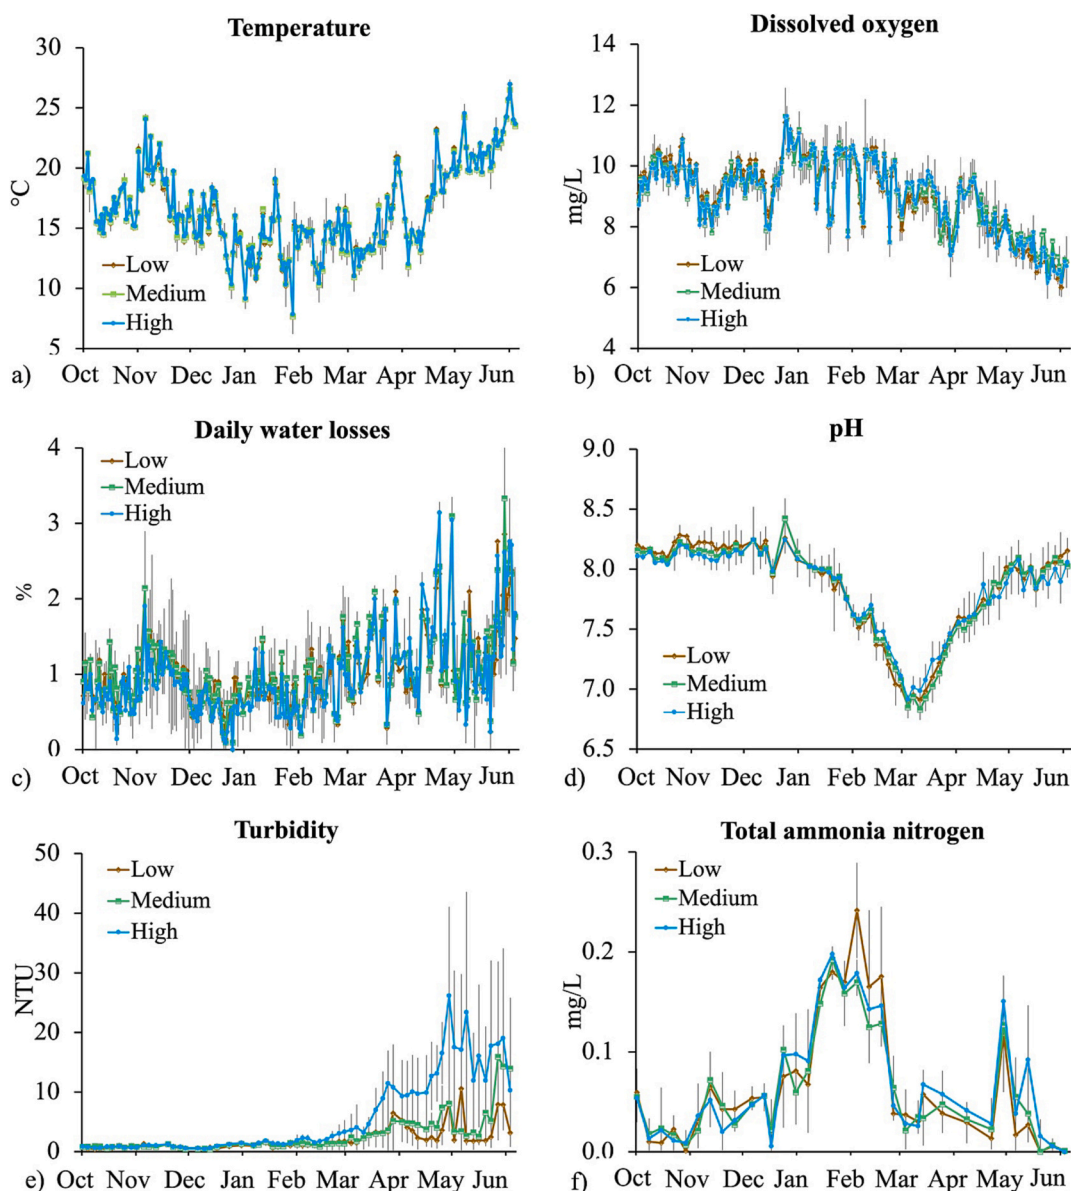 Temperature
30
25
20
15
10
5
°C
Low
Medium
High
a)
Oct Nov Dec Jan Feb Mar Apr May Jun
Dissolved oxygen
14
12
10
8
6
4
mg/L
Low
Medium
High
b)
Oct Nov Dec Jan Feb Mar Apr May Jun
Daily water losses
4
3
2
1
0
%
Low
Medium
High
c)
Oct Nov Dec Jan Feb Mar Apr May Jun
pH
9.0
8.5
8.0
7.5
7.0
6.5
Low
Medium
High
d)
Oct Nov Dec Jan Feb Mar Apr May Jun
Turbidity
50
40
30
20
10
0
NTU
Low
Medium
High
e)
Oct Nov Dec Jan Feb Mar Apr May Jun
Total ammonia nitrogen
0.3
0.2
0.1
0.0
mg/L
Low
Medium
High
f)
Oct Nov Dec Jan Feb Mar Apr May Jun